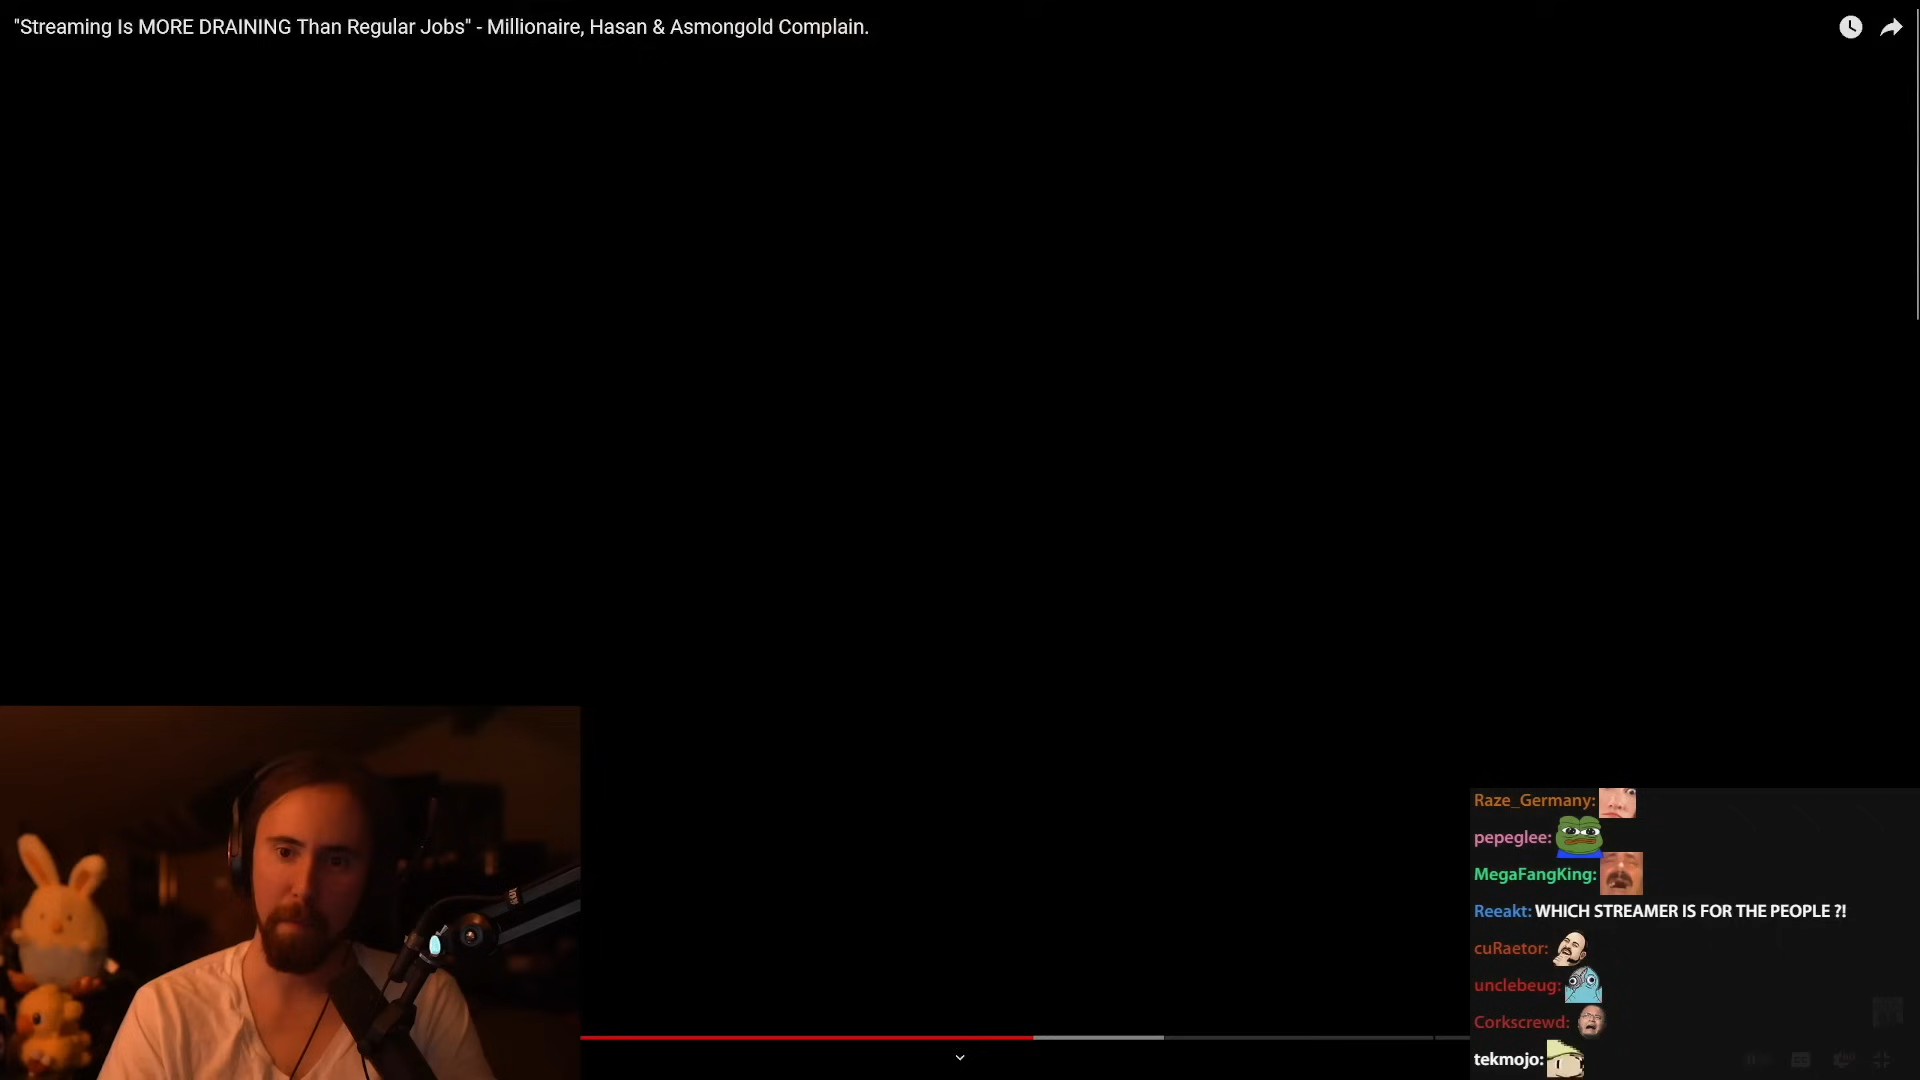 "Streaming Is MORE DRAINING Than Regular Jobs" - Millionaire, Hasan & Asmongold Complain.
Raze_Germany:
pepeglee:
MegaFangKing:
Reeakt: WHICH STREAMER IS FOR THE PEOPLE ?!
cuRaetor:
unclebeug:
Corkscrewd:
tekmojo: